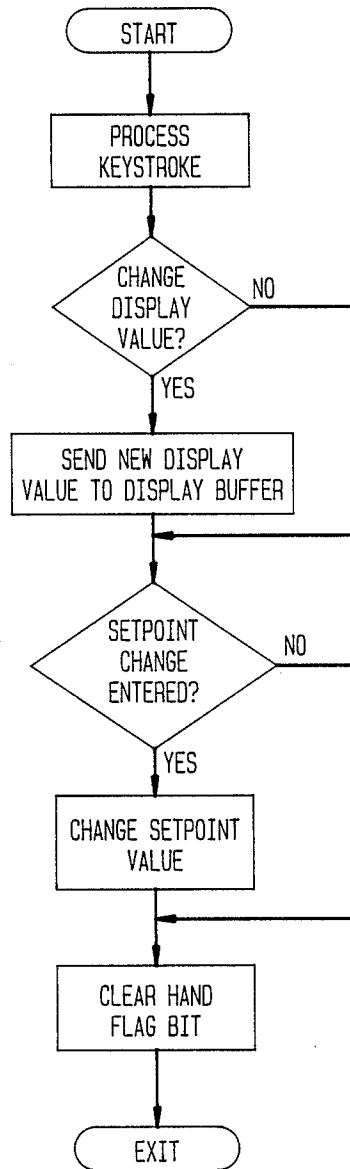 START
PROCESS
KEYSTROKE
CHANGE
DISPLAY
VALUE?
NO
YES
SEND NEW DISPLAY
VALUE TO DISPLAY BUFFER
SETPOINT
CHANGE
ENTERED?
NO
YES
CHANGE SETPOINT
VALUE
CLEAR HAND
FLAG BIT
EXIT